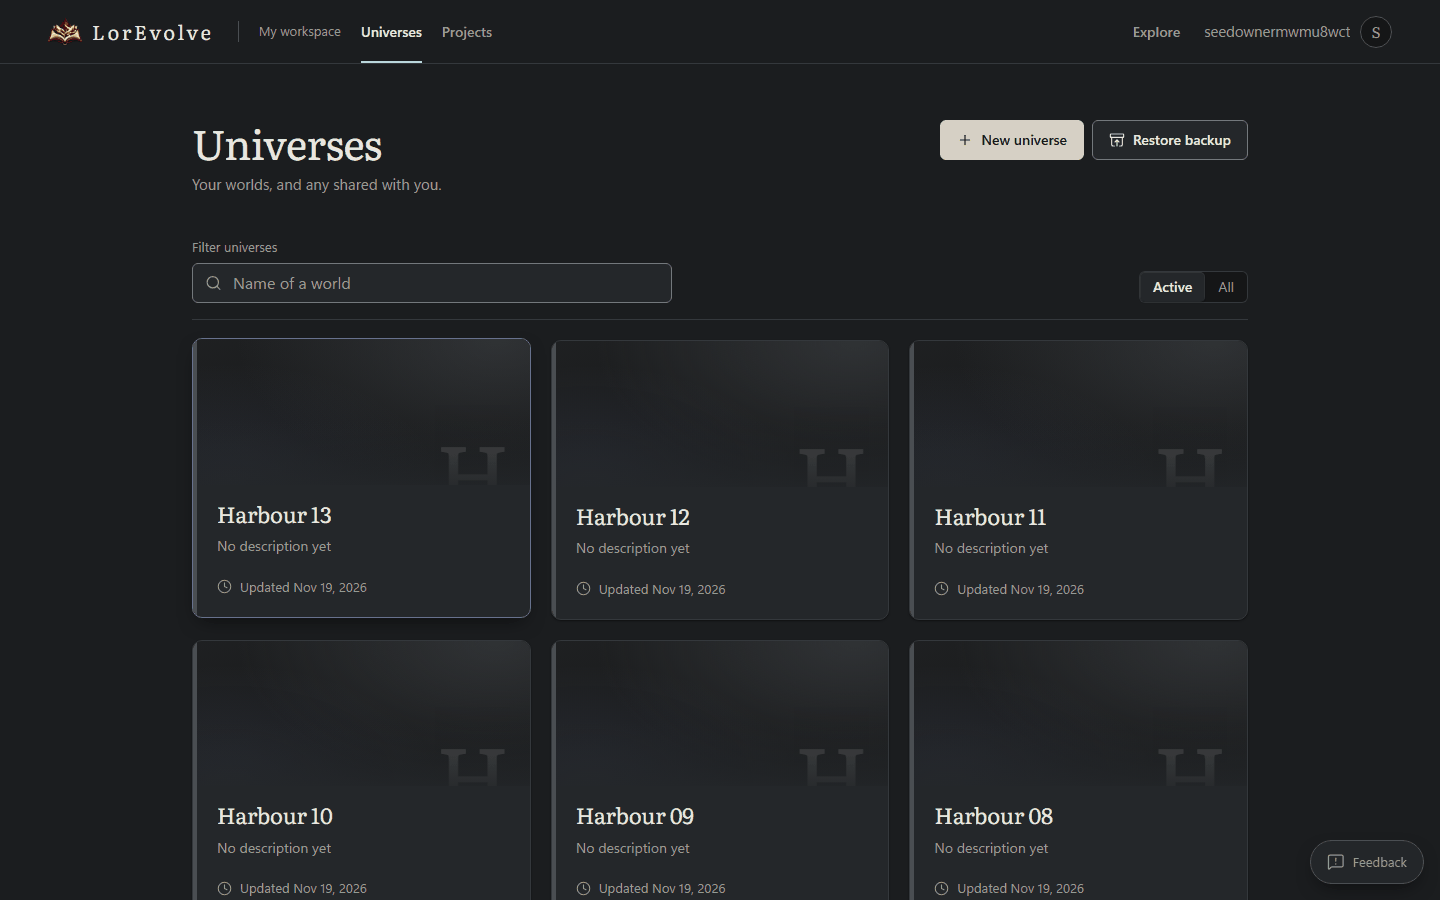 LorEvolve
My workspace
Universes
Projects
Explore
seedownermwmu8wct
S
Universes
Your worlds, and any shared with you.
New universe
Restore backup
Filter universes
Name of a world
Active
All
H
Harbour 13
No description yet
Updated Nov 19, 2026
H
Harbour 12
No description yet
Updated Nov 19, 2026
H
Harbour 11
No description yet
Updated Nov 19, 2026
H
Harbour 10
No description yet
Updated Nov 19, 2026
H
Harbour 09
No description yet
Updated Nov 19, 2026
H
Harbour 08
No description yet
Updated Nov 19, 2026
Feedback